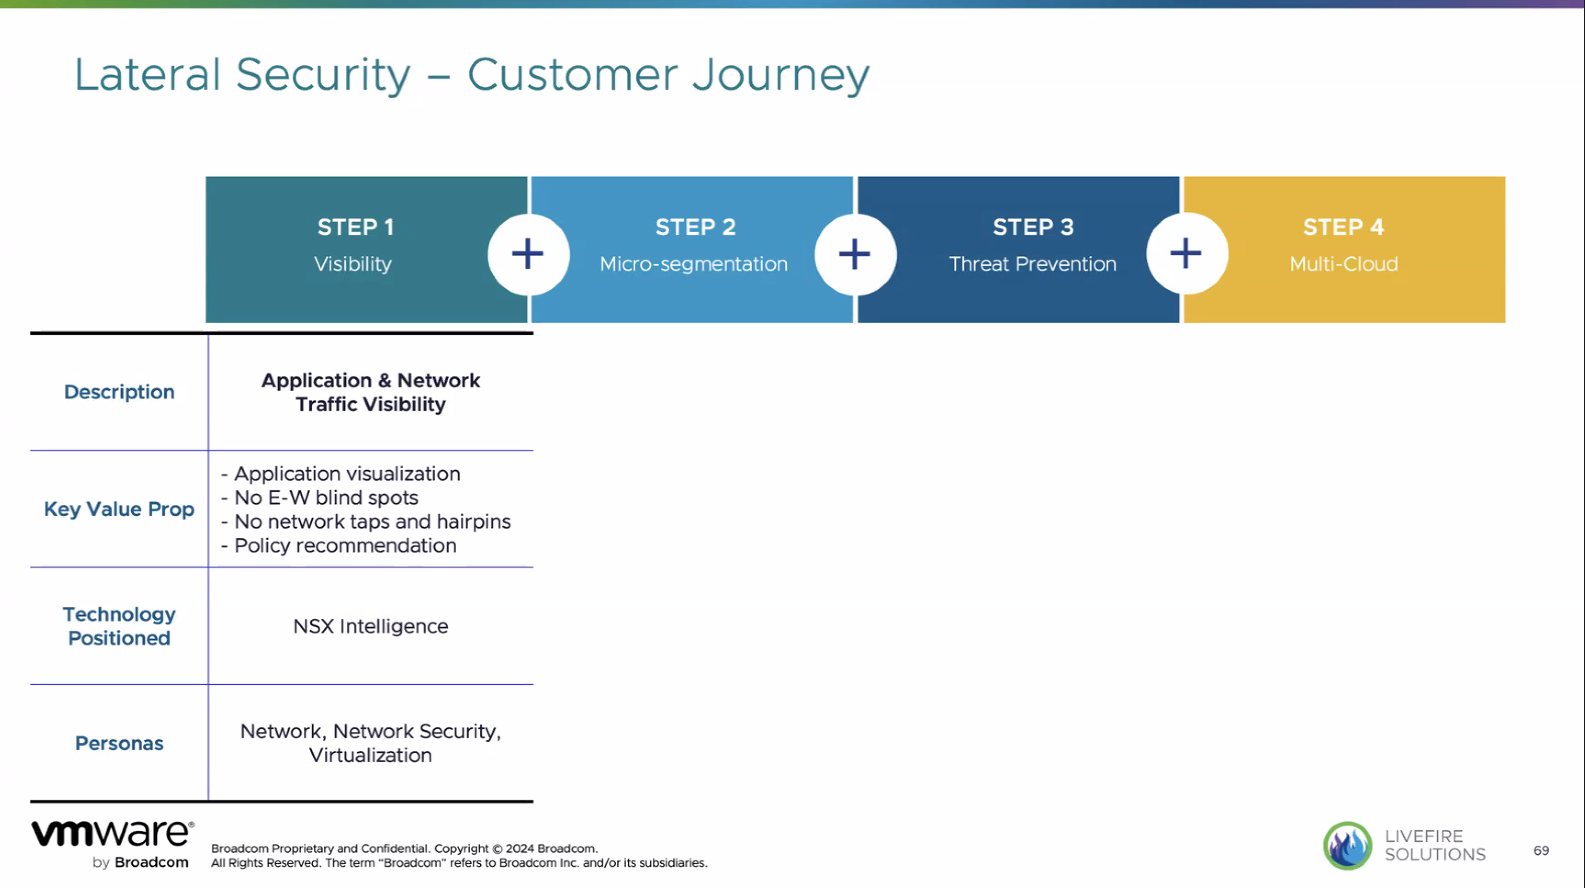 Lateral Security – Customer Journey
STEP 1
Visibility
+
STEP 2
Micro-segmentation
+
STEP 3
Threat Prevention
+
STEP 4
Multi-Cloud
Description
Application & Network
Traffic Visibility
Key Value Prop
- Application visualization
- No E-W blind spots
- No network taps and hairpins
- Policy recommendation
Technology
Positioned
NSX Intelligence
Personas
Network, Network Security,
Virtualization
vmware®
by Broadcom
Broadcom Proprietary and Confidential. Copyright © 2024 Broadcom.
All Rights Reserved. The term “Broadcom” refers to Broadcom Inc. and/or its subsidiaries.
LIVEFIRE
SOLUTIONS
69